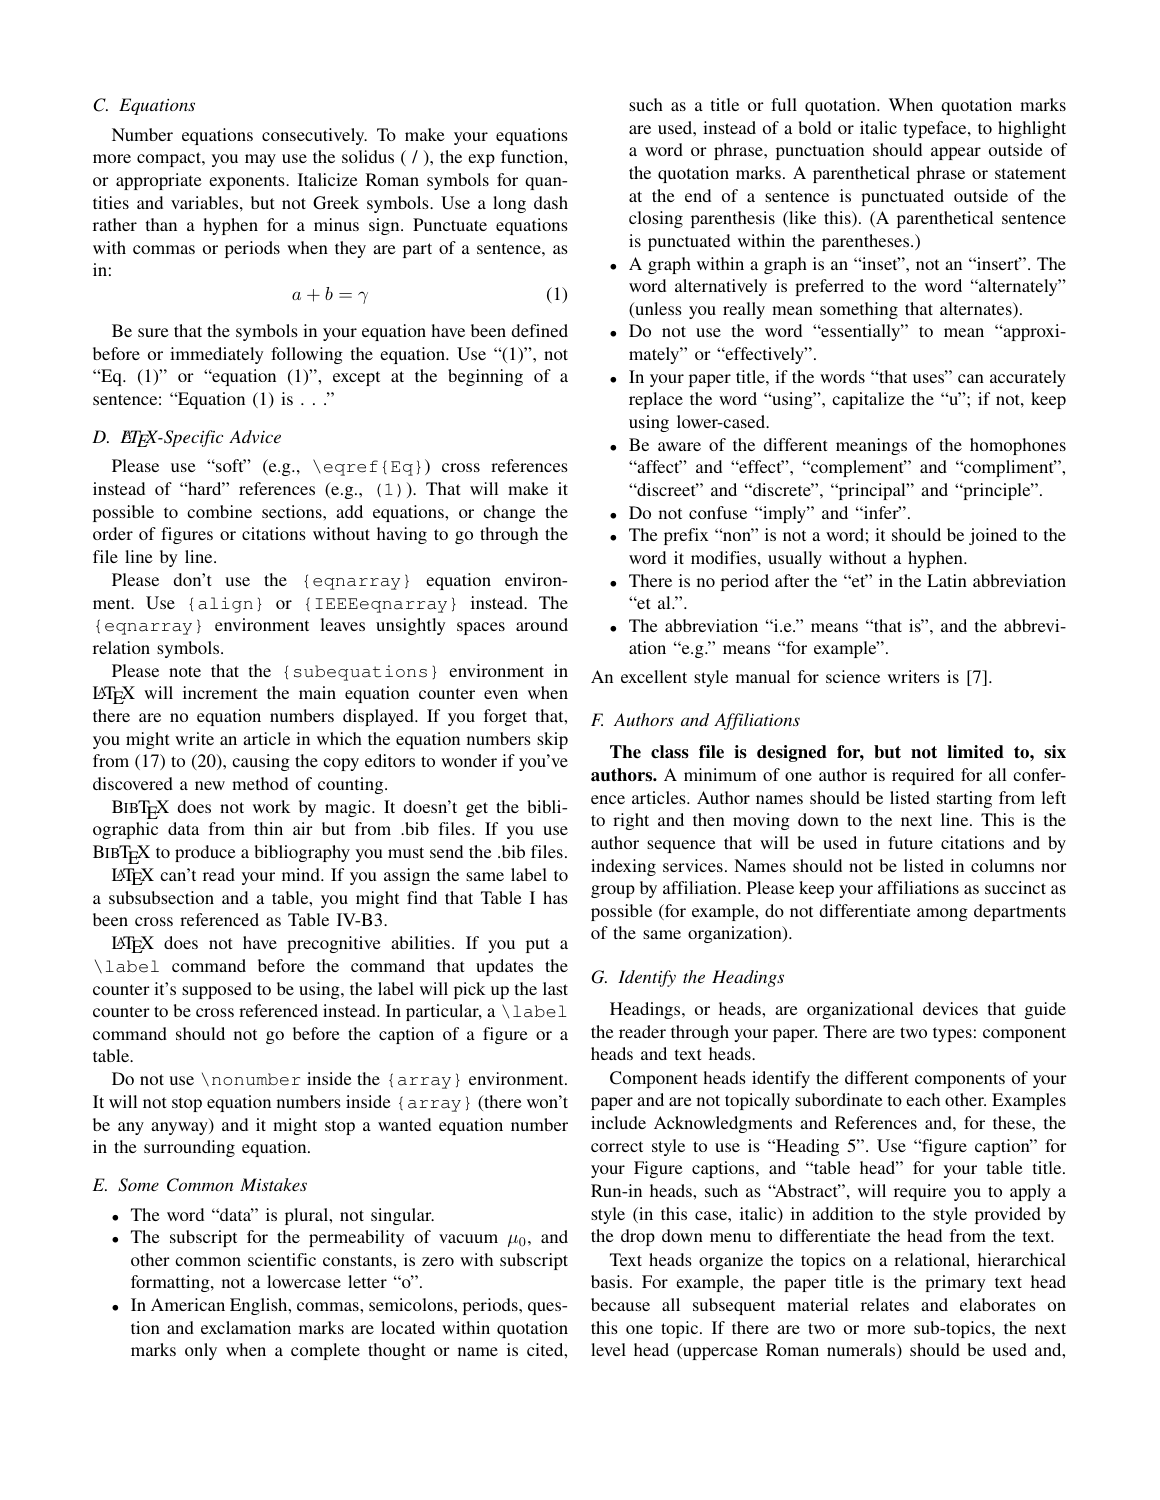 C. Equations
Number equations consecutively. To make your equations
more compact, you may use the solidus ( / ), the exp function,
or appropriate exponents. Italicize Roman symbols for quan-
tities and variables, but not Greek symbols. Use a long dash
rather than a hyphen for a minus sign. Punctuate equations
with commas or periods when they are part of a sentence, as
in:
a + b = γ (1)
Be sure that the symbols in your equation have been defined
before or immediately following the equation. Use “(1)”, not
“Eq. (1)” or “equation (1)”, except at the beginning of a
sentence: “Equation (1) is . . .”
D. LATEX-Specific Advice
Please use “soft” (e.g., \eqref{Eq}) cross references
instead of “hard” references (e.g., (1)). That will make it
possible to combine sections, add equations, or change the
order of figures or citations without having to go through the
file line by line.
Please don’t use the {eqnarray} equation environ-
ment. Use {align} or {IEEEeqnarray} instead. The
{eqnarray} environment leaves unsightly spaces around
relation symbols.
Please note that the {subequations} environment in
LATEX will increment the main equation counter even when
there are no equation numbers displayed. If you forget that,
you might write an article in which the equation numbers skip
from (17) to (20), causing the copy editors to wonder if you’ve
discovered a new method of counting.
BIBTEX does not work by magic. It doesn’t get the bibli-
ographic data from thin air but from .bib files. If you use
BIBTEX to produce a bibliography you must send the .bib files.
LATEX can’t read your mind. If you assign the same label to
a subsubsection and a table, you might find that Table I has
been cross referenced as Table IV-B3.
LATEX does not have precognitive abilities. If you put a
\label command before the command that updates the
counter it’s supposed to be using, the label will pick up the last
counter to be cross referenced instead. In particular, a \label
command should not go before the caption of a figure or a
table.
Do not use \nonumber inside the {array} environment.
It will not stop equation numbers inside {array} (there won’t
be any anyway) and it might stop a wanted equation number
in the surrounding equation.
E. Some Common Mistakes
• The word “data” is plural, not singular.
• The subscript for the permeability of vacuum μ0, and
other common scientific constants, is zero with subscript
formatting, not a lowercase letter “o”.
• In American English, commas, semicolons, periods, ques-
tion and exclamation marks are located within quotation
marks only when a complete thought or name is cited,
such as a title or full quotation. When quotation marks
are used, instead of a bold or italic typeface, to highlight
a word or phrase, punctuation should appear outside of
the quotation marks. A parenthetical phrase or statement
at the end of a sentence is punctuated outside of the
closing parenthesis (like this). (A parenthetical sentence
is punctuated within the parentheses.)
• A graph within a graph is an “inset”, not an “insert”. The
word alternatively is preferred to the word “alternately”
(unless you really mean something that alternates).
• Do not use the word “essentially” to mean “approxi-
mately” or “effectively”.
• In your paper title, if the words “that uses” can accurately
replace the word “using”, capitalize the “u”; if not, keep
using lower-cased.
• Be aware of the different meanings of the homophones
“affect” and “effect”, “complement” and “compliment”,
“discreet” and “discrete”, “principal” and “principle”.
• Do not confuse “imply” and “infer”.
• The prefix “non” is not a word; it should be joined to the
word it modifies, usually without a hyphen.
• There is no period after the “et” in the Latin abbreviation
“et al.”.
• The abbreviation “i.e.” means “that is”, and the abbrevi-
ation “e.g.” means “for example”.
An excellent style manual for science writers is [7].
F. Authors and Affiliations
The class file is designed for, but not limited to, six
authors. A minimum of one author is required for all confer-
ence articles. Author names should be listed starting from left
to right and then moving down to the next line. This is the
author sequence that will be used in future citations and by
indexing services. Names should not be listed in columns nor
group by affiliation. Please keep your affiliations as succinct as
possible (for example, do not differentiate among departments
of the same organization).
G. Identify the Headings
Headings, or heads, are organizational devices that guide
the reader through your paper. There are two types: component
heads and text heads.
Component heads identify the different components of your
paper and are not topically subordinate to each other. Examples
include Acknowledgments and References and, for these, the
correct style to use is “Heading 5”. Use “figure caption” for
your Figure captions, and “table head” for your table title.
Run-in heads, such as “Abstract”, will require you to apply a
style (in this case, italic) in addition to the style provided by
the drop down menu to differentiate the head from the text.
Text heads organize the topics on a relational, hierarchical
basis. For example, the paper title is the primary text head
because all subsequent material relates and elaborates on
this one topic. If there are two or more sub-topics, the next
level head (uppercase Roman numerals) should be used and,